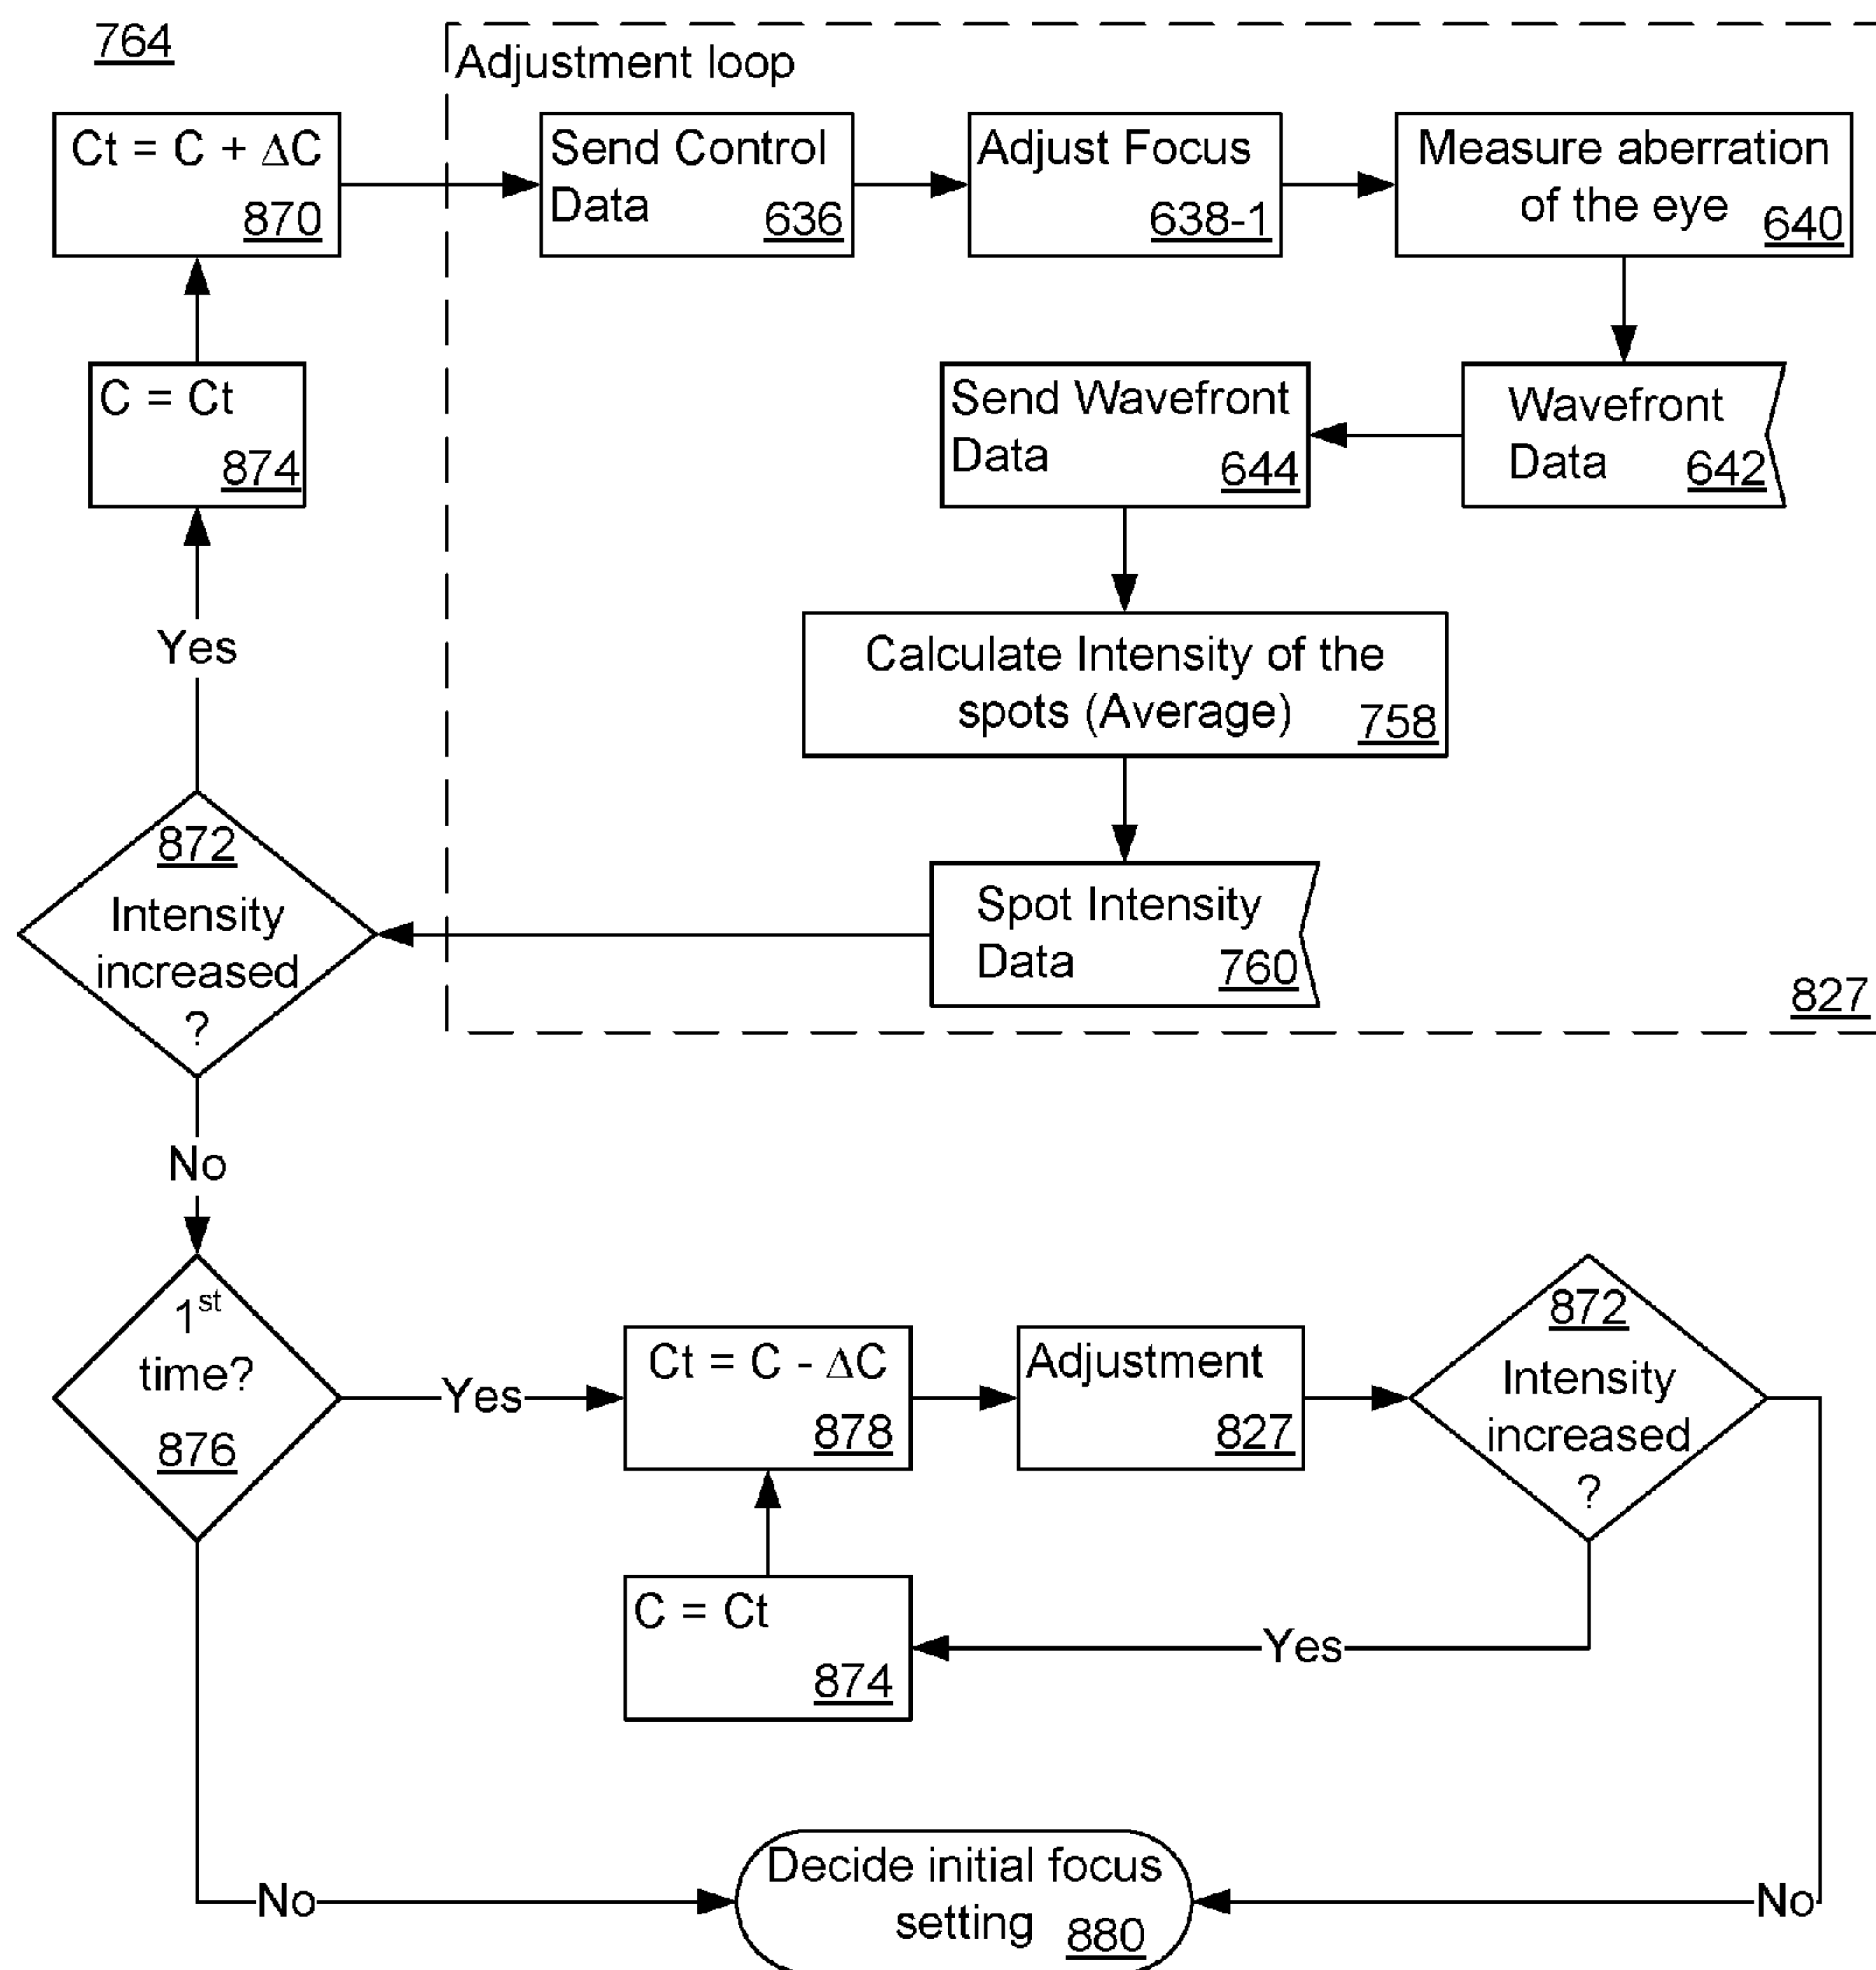 764
Adjustment loop
Ct = C + ΔC
870
Send Control
Data
636
Adjust Focus
638-1
Measure aberration
of the eye
640
C = Ct
874
Send Wavefront
Data
644
Wavefront
Data
642
Yes
Calculate Intensity of the
spots (Average)
758
872
Intensity
increased
?
Spot Intensity
Data
760
827
No
1st
time?
876
Yes
Ct = C - ΔC
878
Adjustment
827
872
Intensity
increased
?
C = Ct
874
Yes
Decide initial focus
setting
880
No
No